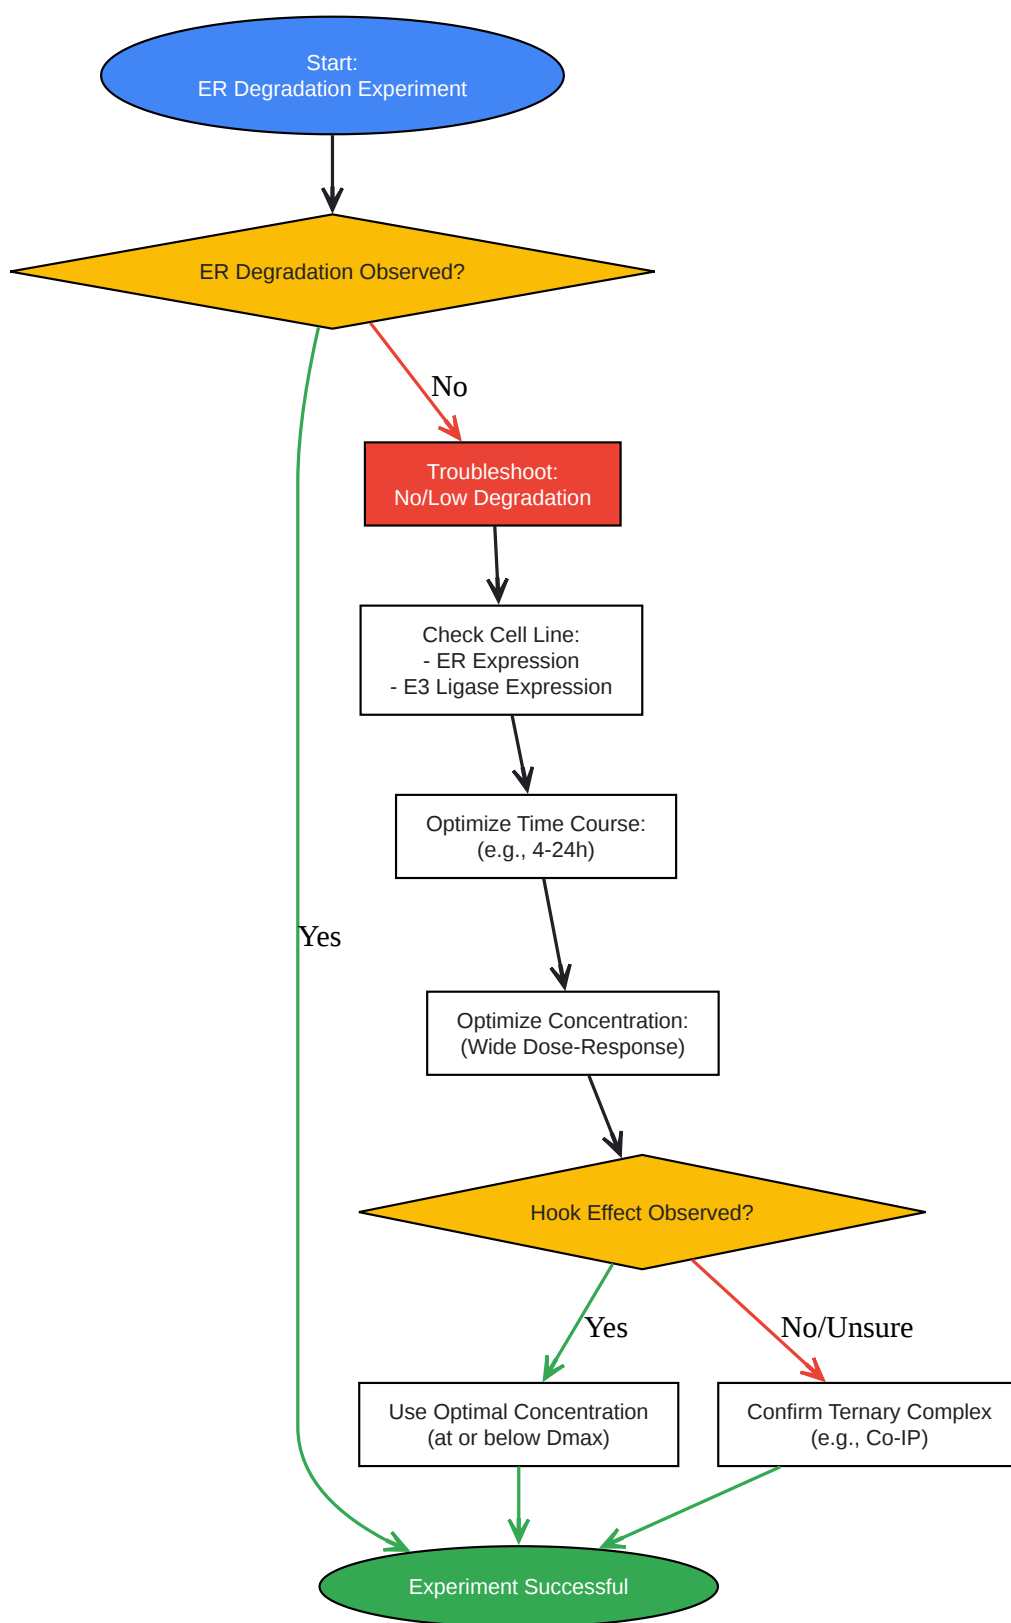 Start:
ER Degradation Experiment
ER Degradation Observed?
No
Troubleshoot:
No/Low Degradation
Check Cell Line:
- ER Expression
- E3 Ligase Expression
Optimize Time Course:
(e.g., 4-24h)
Yes
Optimize Concentration:
(Wide Dose-Response)
Hook Effect Observed?
Yes
No/Unsure
Use Optimal Concentration
(at or below Dmax)
Confirm Ternary Complex
(e.g., Co-IP)
Experiment Successful